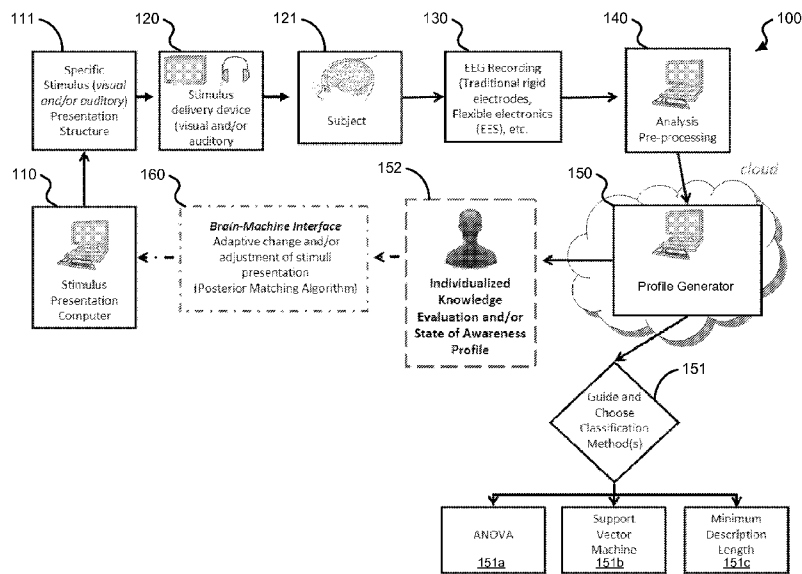 111
120
121
130
140
100
Specific
Stimulus (visual
and/or auditory)
Presentation
Structure
Stimulus
delivery device
(visual and/or
auditory
Subject
EEG Recording
(Traditional rigid
electrodes,
Flexible electronics
(EES), etc.
Analysis
Pre-processing
cloud
110
160
152
150
Stimulus
Presentation
Computer
Brain-Machine Interface
Adaptive change and/or
adjustment of stimuli
presentation
(Posterior Matching Algorithm)
Individualized
Knowledge
Evaluation and/or
State of Awareness
Profile
Profile Generator
151
Guide and
Choose
Classification
Method(s)
ANOVA
151a
Support
Vector
Machine
151b
Minimum
Description
Length
151c